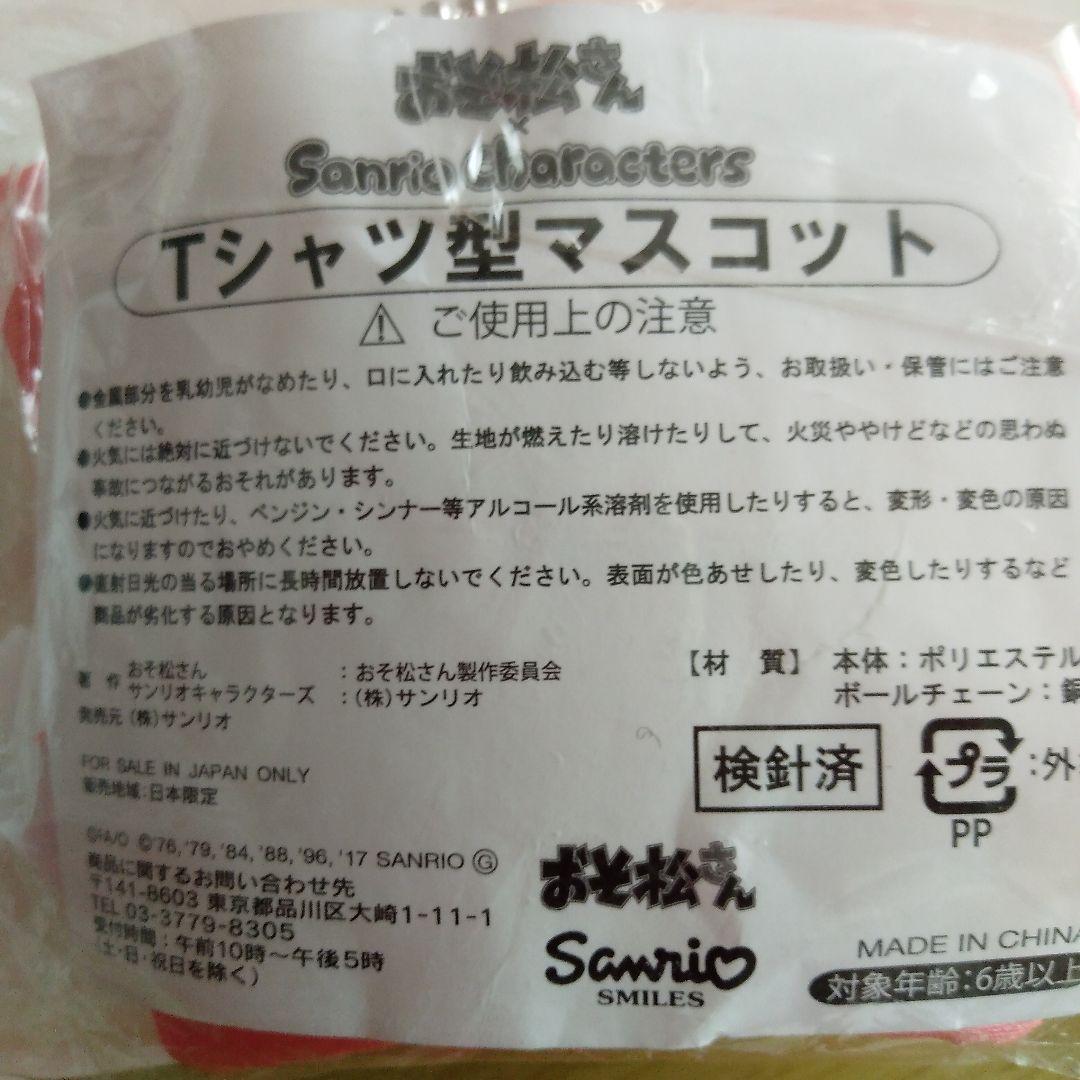 おそ松さん
×
Sanrio characters
Tシャツ型マスコット
⚠ ご使用上の注意
●金属部分を乳幼児がなめたり、口に入れたり飲み込む等しないよう、お取扱い・保管にはご注意
ください。
●火気には絶対に近づけないでください。生地が燃えたり溶けたりして、火災ややけどなどの思わぬ
事故につながるおそれがあります。
●火気に近づけたり、ベンジン・シンナー等アルコール系溶剤を使用したりすると、変形・変色の原因
になりますのでおやめください。
●直射日光の当る場所に長時間放置しないでください。表面が色あせしたり、変色したりするなど
商品が劣化する原因となります。
著作 おそ松さん : おそ松さん製作委員会
サンリオキャラクターズ : (株)サンリオ
発売元 (株)サンリオ
【材 質】 本体:ポリエステル
ボールチェーン:
検針済
プラ :外
PP
FOR SALE IN JAPAN ONLY
販売地域:日本限定
©'76,'79,'84,'88,'96,'17 SANRIO Ⓖ
商品に関するお問い合わせ先
〒141-8603 東京都品川区大崎1-11-1
TEL 03-3779-8305
受付時間:午前10時～午後5時
(土・日・祝日を除く)
おそ松さん
Sanrio
SMILES
MADE IN CHINA
対象年齢:6歳以上